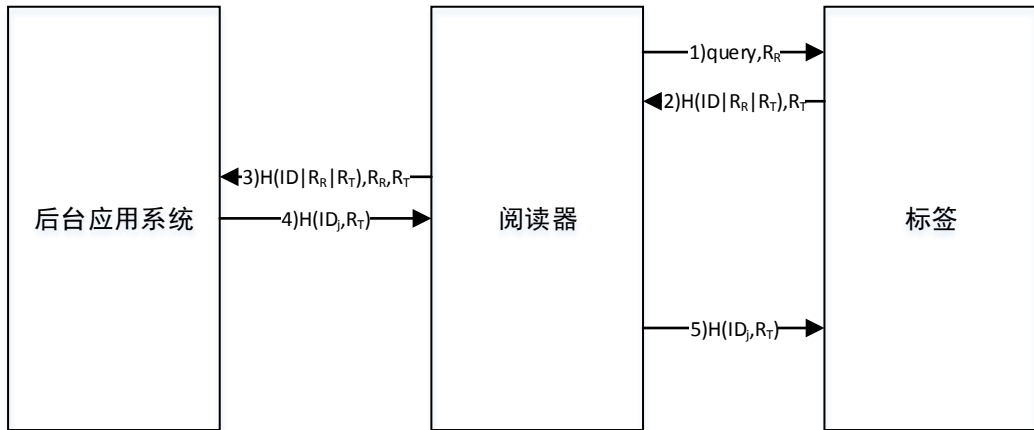 1)query,R_R
2)H(ID|R_R|R_T),R_T
3)H(ID|R_R|R_T),R_R,R_T
后台应用系统
4)H(ID_j,R_T)
阅读器
标签
5)H(ID_j,R_T)